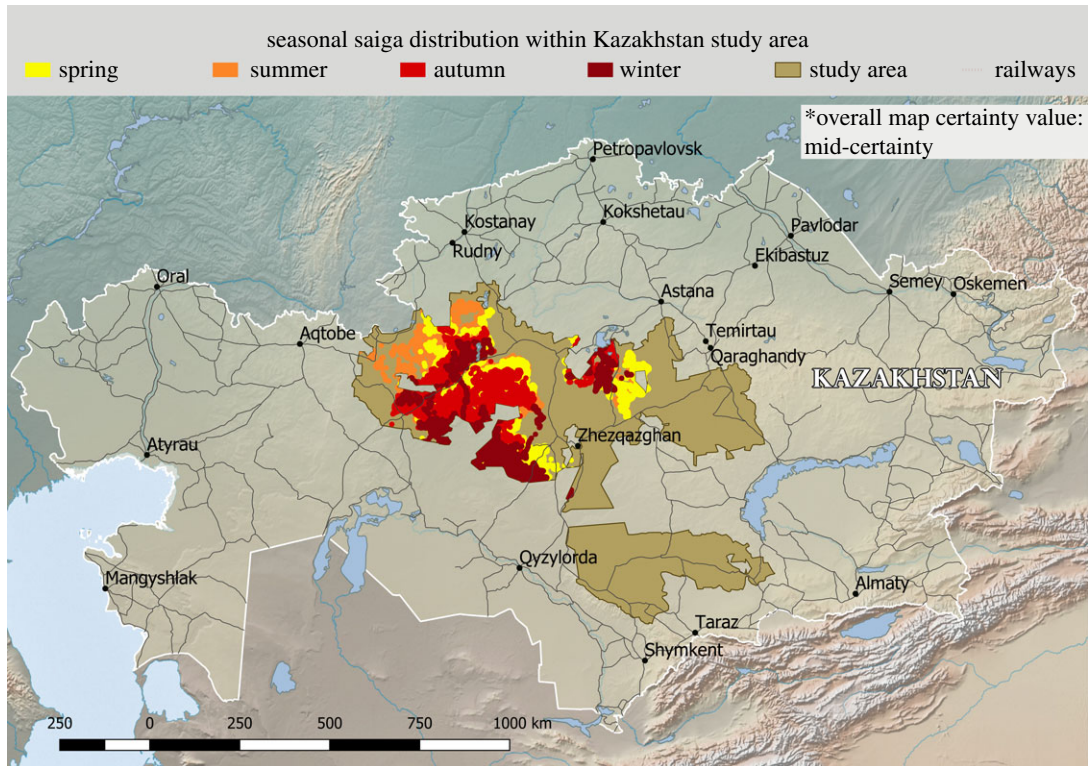 seasonal saiga distribution within Kazakhstan study area
spring summer autumn winter study area railways
*overall map certainty value:
mid-certainty
Petropavlovsk
Kokshetau
Kostanay
Rudny
Pavlodar
Ekibastuz
Oral
Astana
Semey
Oskemen
Aqtobe
Temirtau
Qaraghandy
KAZAKHSTAN
Atyrau
Zhezqazghan
Qyzylorda
Mangyshlak
Almaty
Taraz
Shymkent
250 0 250 500 750 1000 km